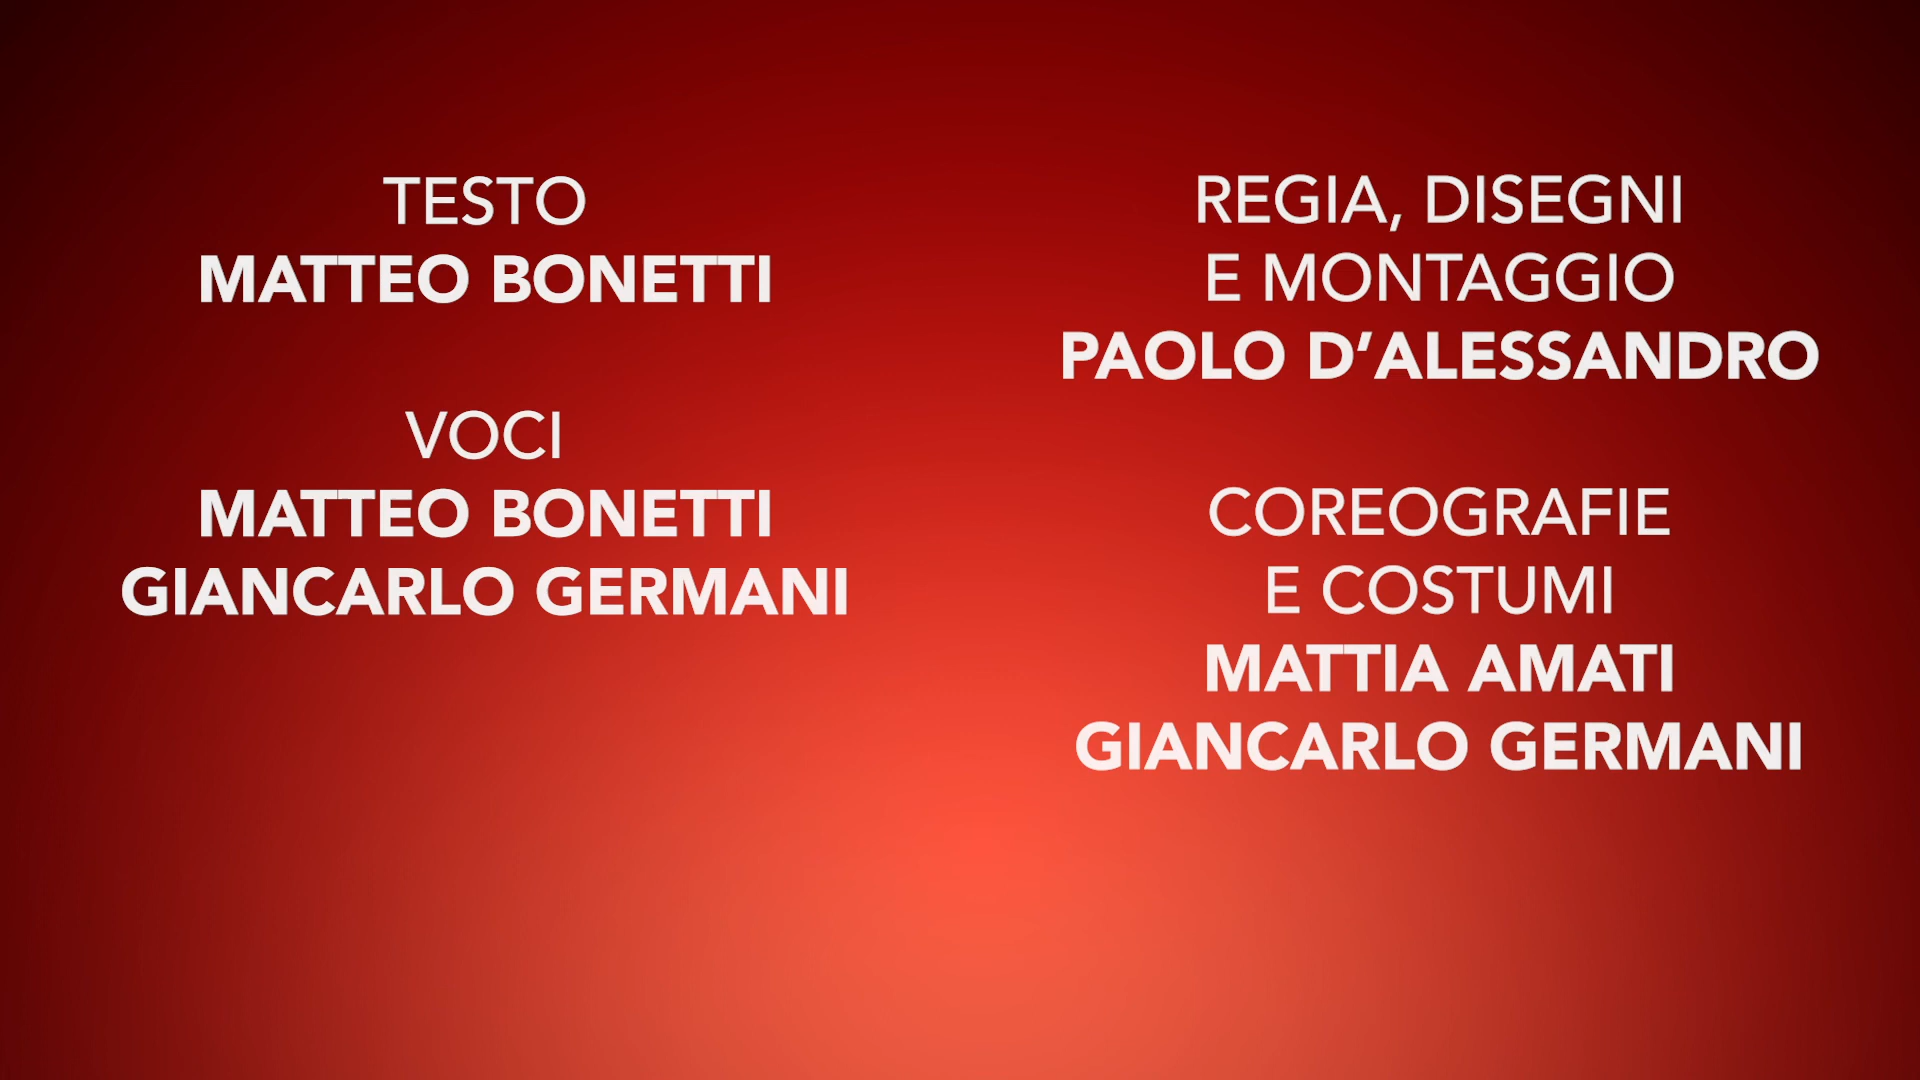 TESTO
MATTEO BONETTI
VOCI
MATTEO BONETTI
GIANCARLO GERMANI
REGIA, DISEGNI
E MONTAGGIO
PAOLO D’ALESSANDRO
COREOGRAFIE
E COSTUMI
MATTIA AMATI
GIANCARLO GERMANI